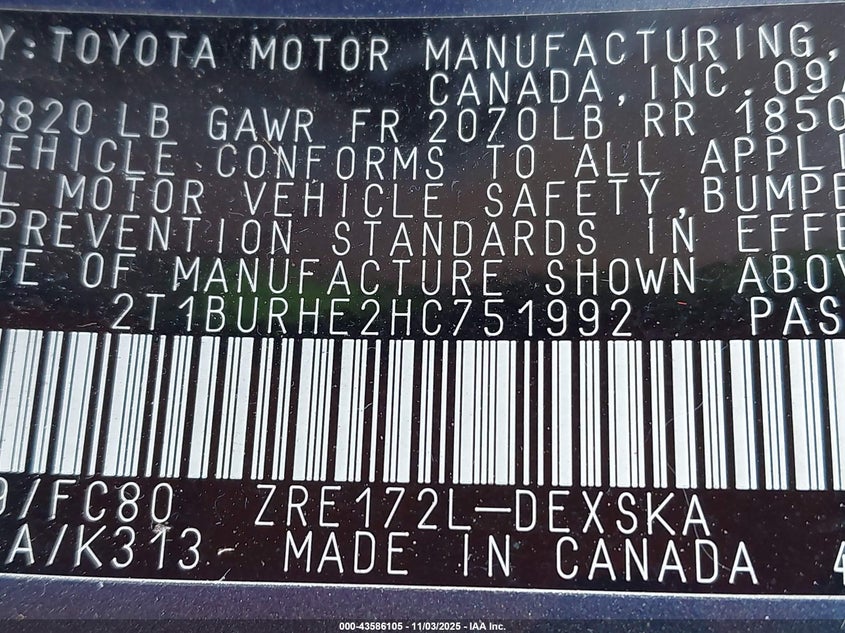 Y: TOYOTA MOTOR MANUFACTURING,
CANADA, INC. 09/
3820 LB GAWR FR 2070LB RR 1850
EHICLE CONFORMS TO ALL APPLI
L MOTOR VEHICLE SAFETY, BUMPE
PREVENTION STANDARDS IN EFFE
TE OF MANUFACTURE SHOWN ABOV
2T1BURHE2HC751992 PAS
9/FC80 ZRE172L-DEXSKA
A/K313- MADE IN CANADA 4
000-43586105 - 11/03/2025 - IAA Inc.